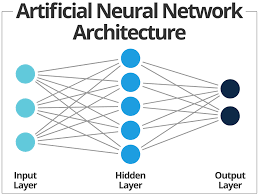 Artificial Neural Network
Architecture
Input
Layer
Hidden
Layer
Output
Layer